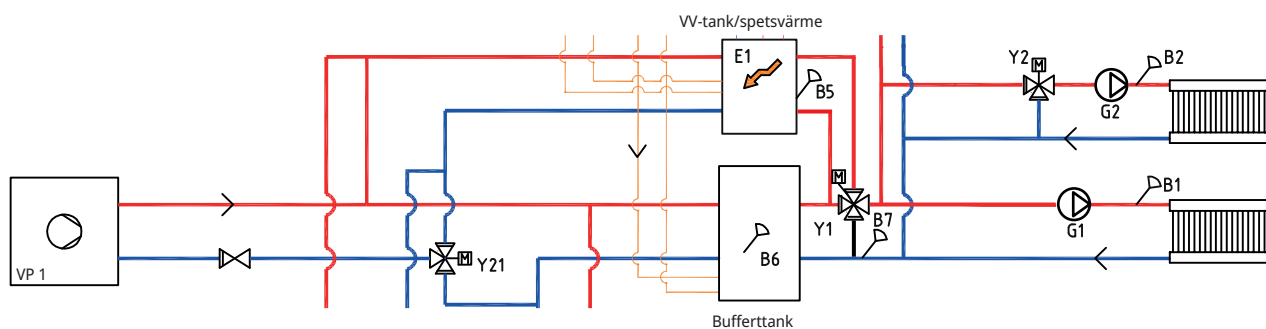 VV-tank/spetsvärme
E1
B5
Y2
M
B2
G2
M
Y1
B7
B1
G1
VP 1
M
Y21
B6
Bufferttank